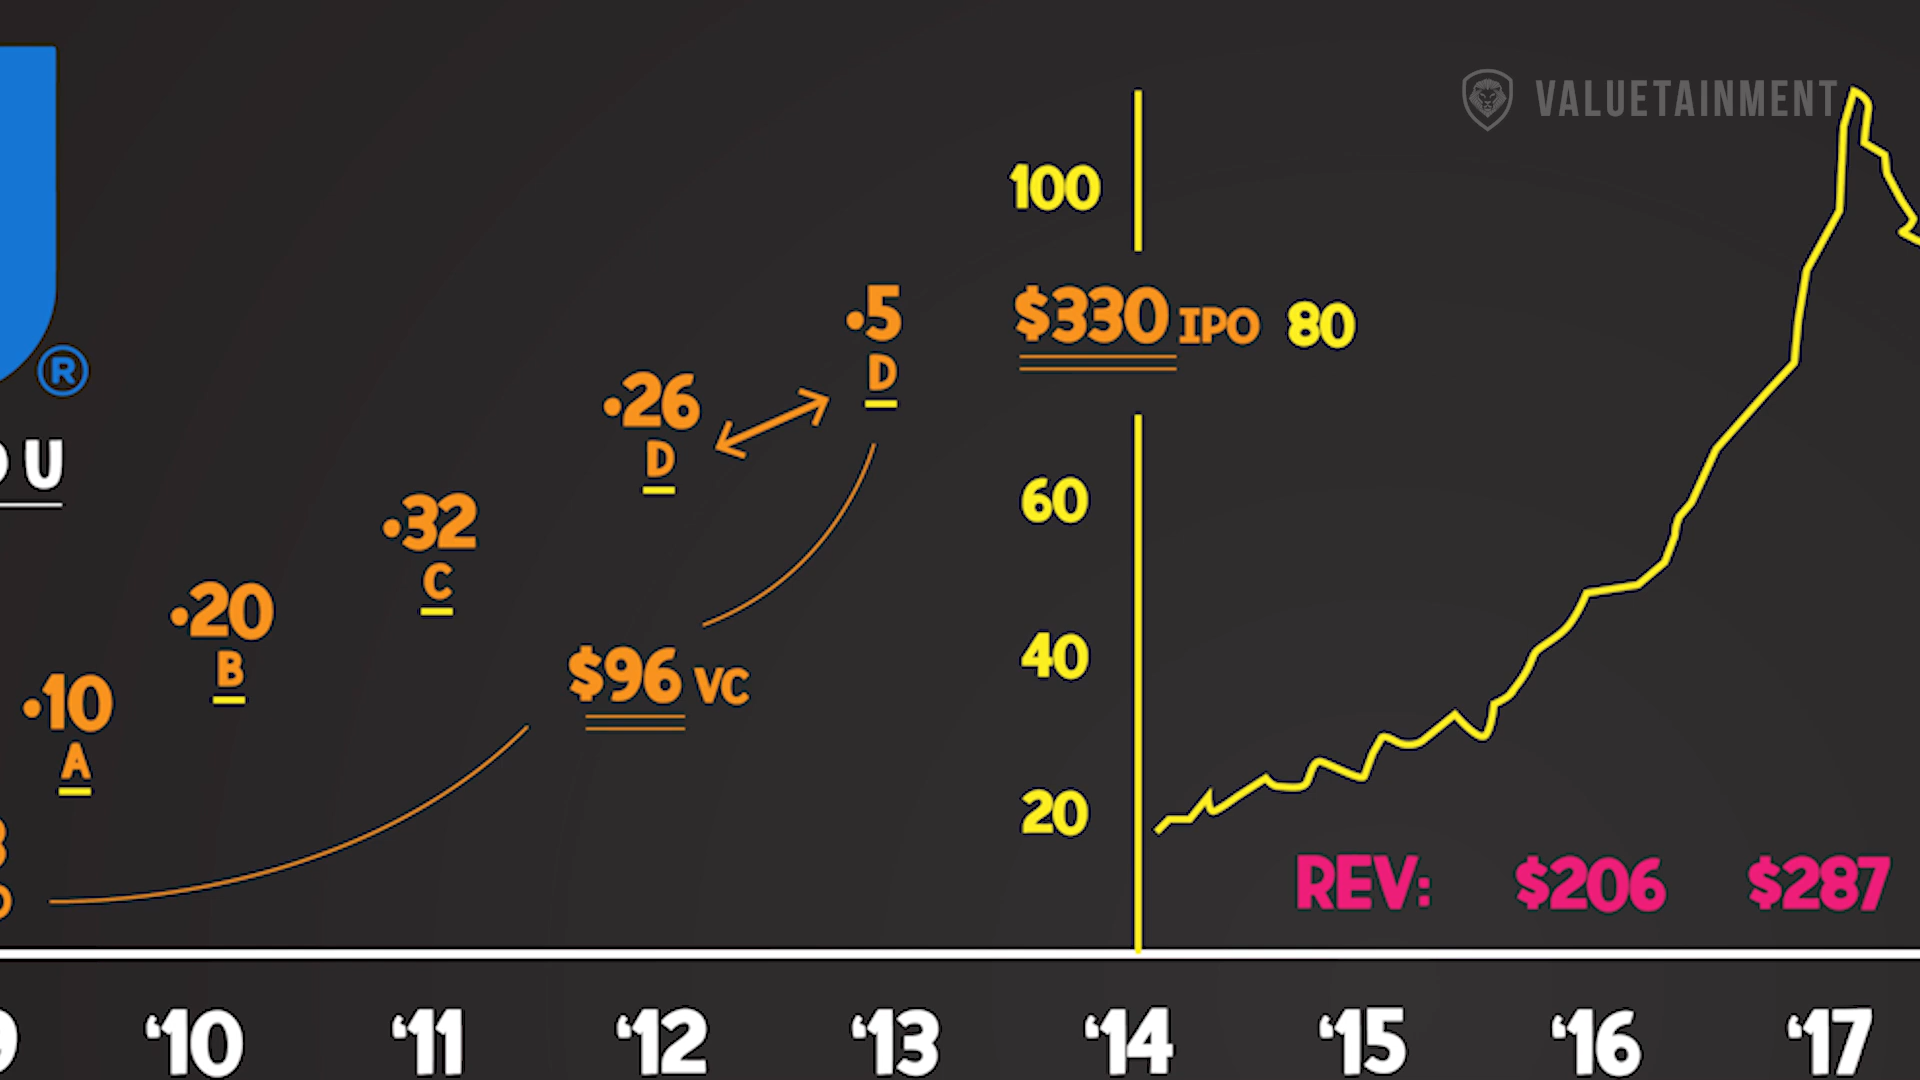 VALUETAINMENT
100
$330 IPO 80
.5
D
®
.26
D
U
.32
C
60
.20
B
$96 VC
40
.10
A
20
REV: $206 $287
'10 '11 '12 '13 '14 '15 '16 '17